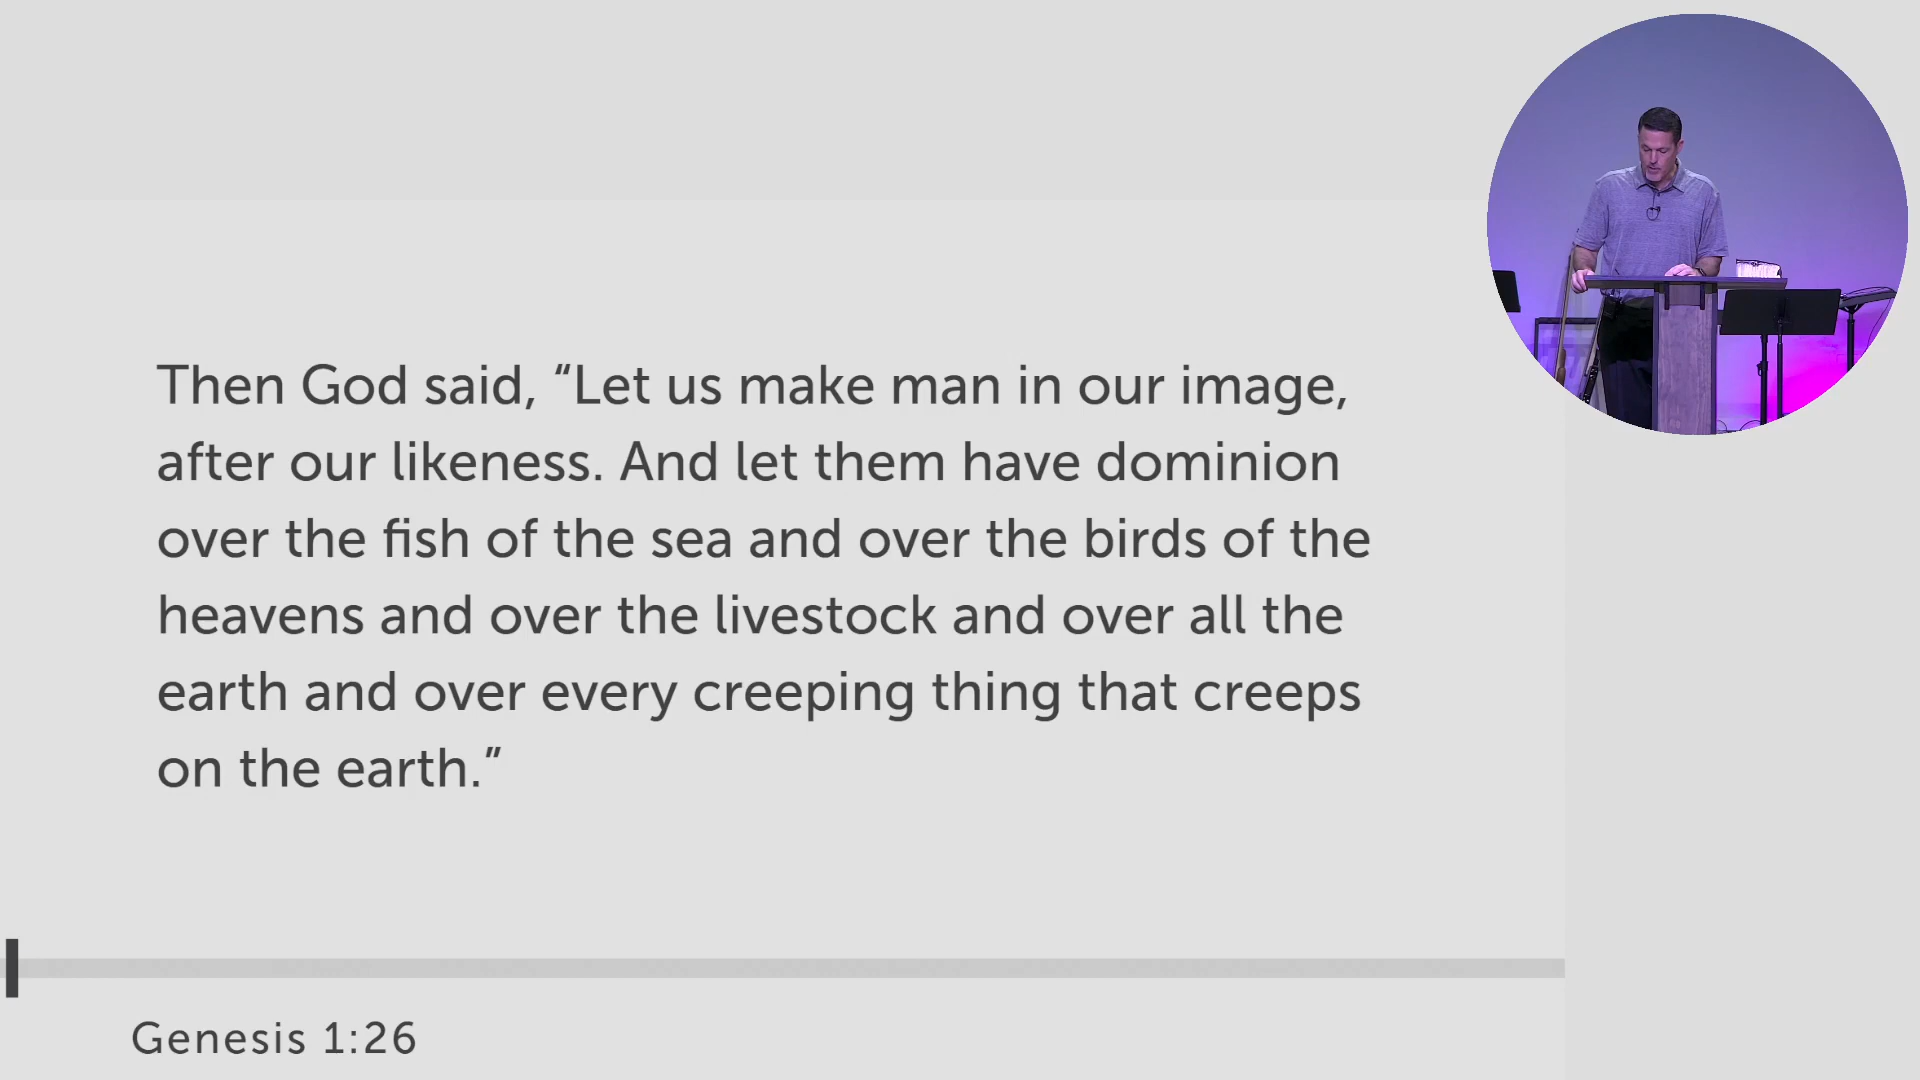 Then God said, “Let us make man in our image,
after our likeness. And let them have dominion
over the fish of the sea and over the birds of the
heavens and over the livestock and over all the
earth and over every creeping thing that creeps
on the earth.”
Genesis 1:26